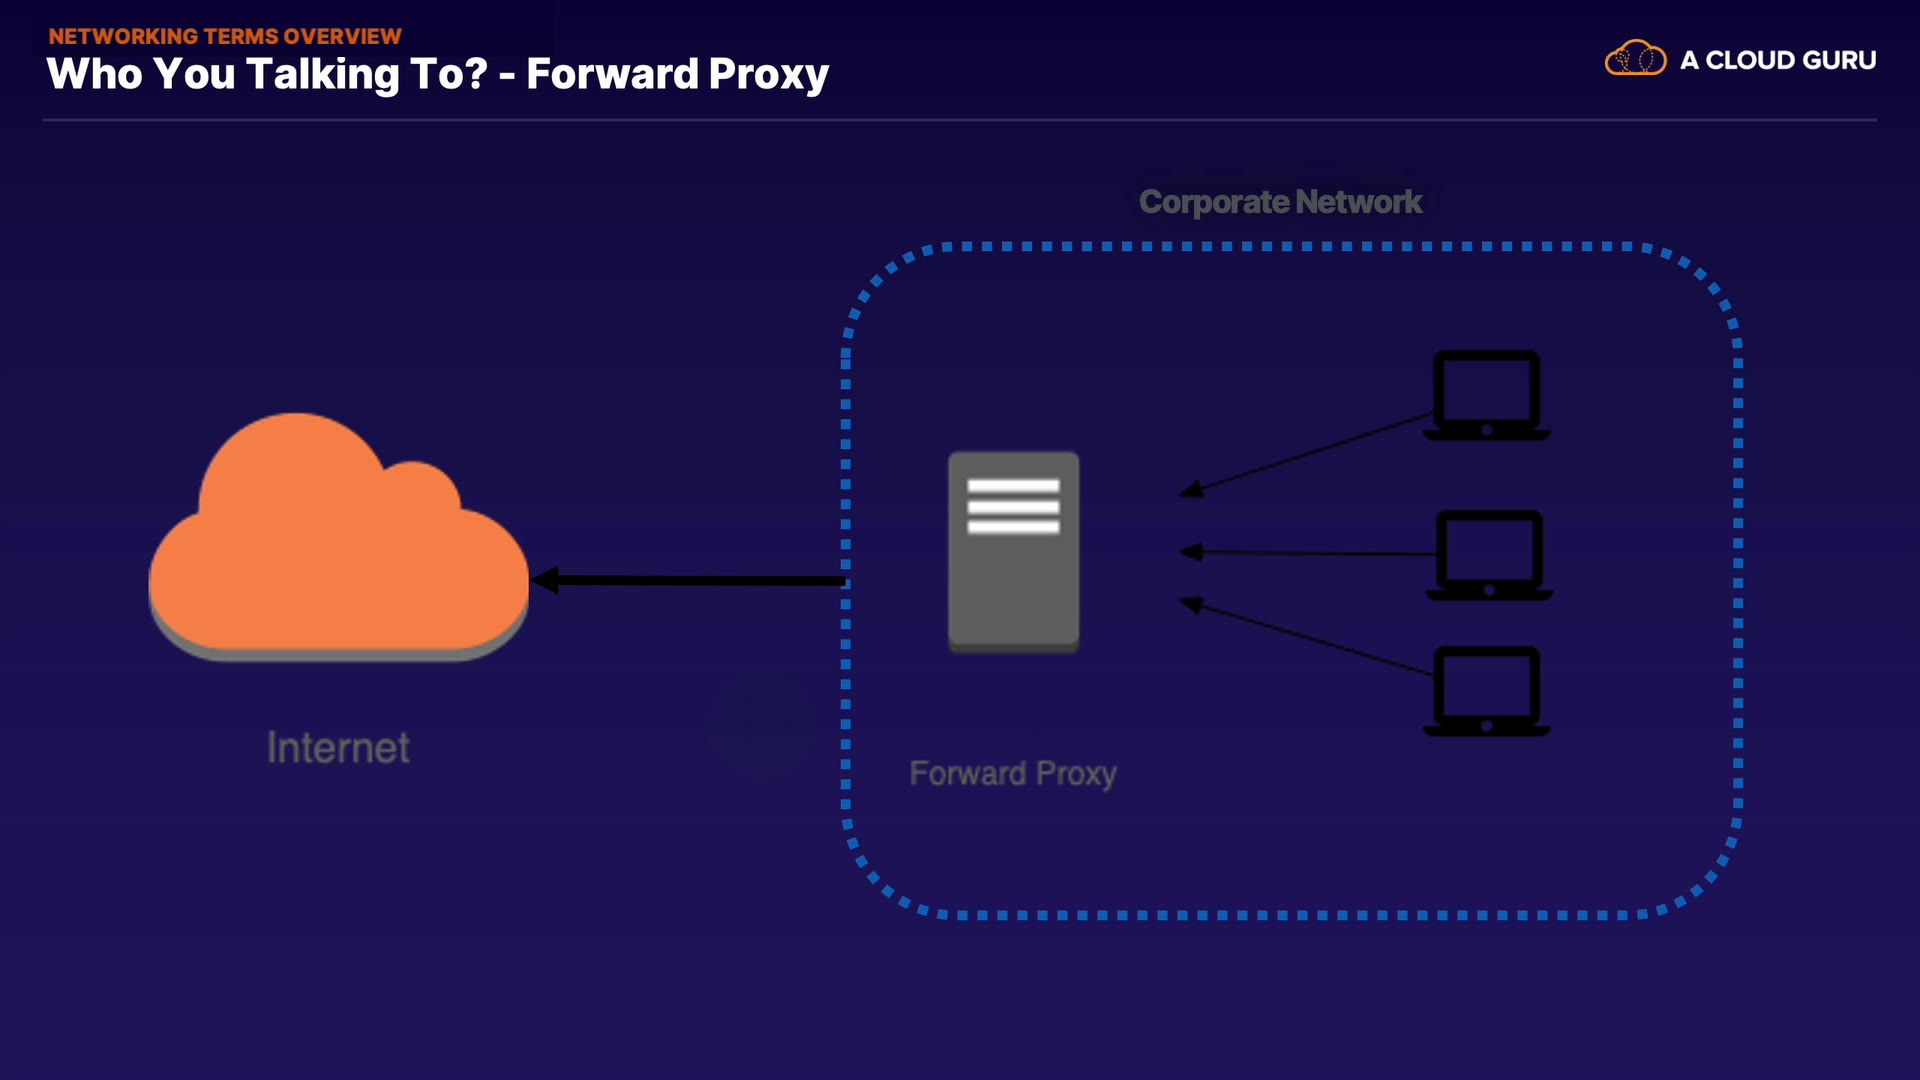 NETWORKING TERMS OVERVIEW
Who You Talking To? - Forward Proxy
A CLOUD GURU
Corporate Network
Internet
Forward Proxy